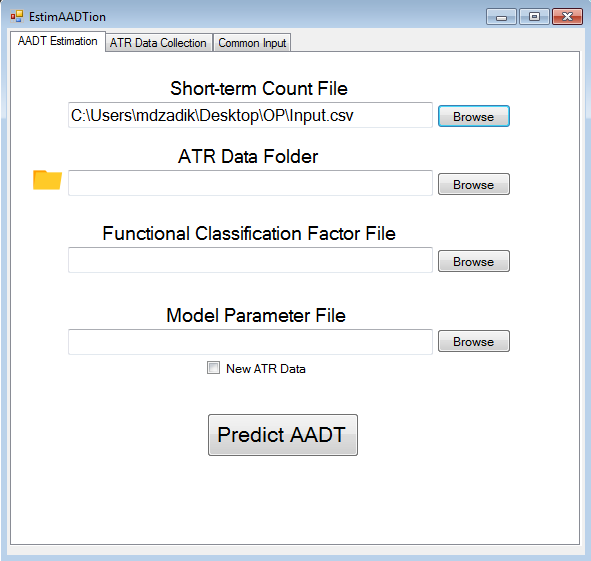 EstimAADTion
AADT Estimation ATR Data Collection Common Input
Short-term Count File
C:\Users\mdzadik\Desktop\OP\Input.csv Browse
ATR Data Folder
Browse
Functional Classification Factor File
Browse
Model Parameter File
Browse
New ATR Data
Predict AADT